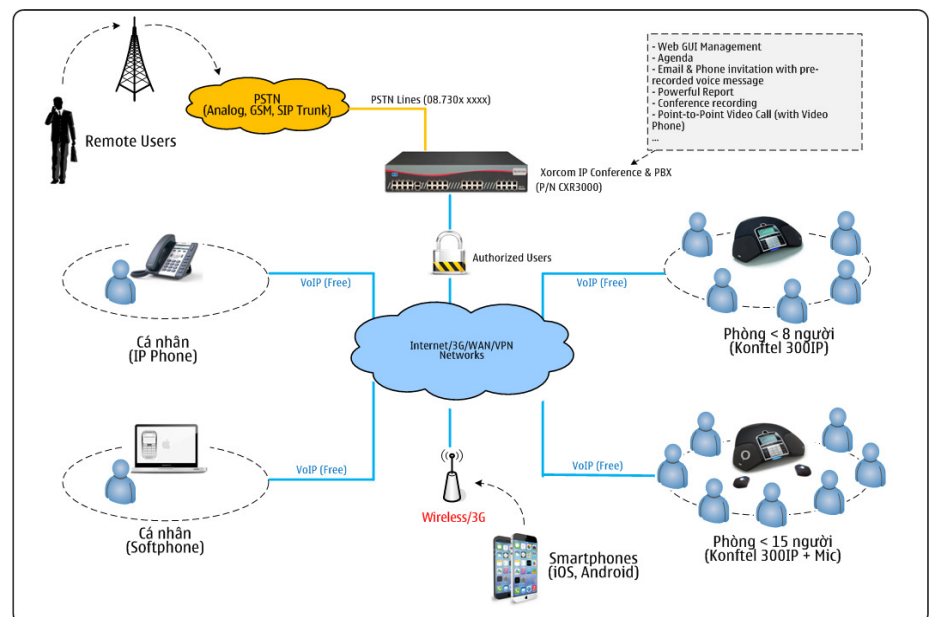 - Web GUI Management
- Agenda
- Email & Phone invitation with pre-
recorded voice message
- Powerful Report
- Conference recording
- Point-to-Point Video Call (with Video
Phone)
...
PSTN
(Analog, GSM, SIP Trunk)
PSTN Lines (08.730x xxxx)
Remote Users
Xorcom IP Conference & PBX
(P/N CXR3000)
Authorized Users
VoIP (Free)
VoIP (Free)
Cá nhân
(IP Phone)
Internet/3G/WAN/VPN
Networks
Phòng < 8 người
(Konftel 300IP)
VoIP (Free)
VoIP (Free)
Wireless/3G
Cá nhân
(Softphone)
Smartphones
(iOS, Android)
Phòng < 15 người
(Konftel 300IP + Mic)